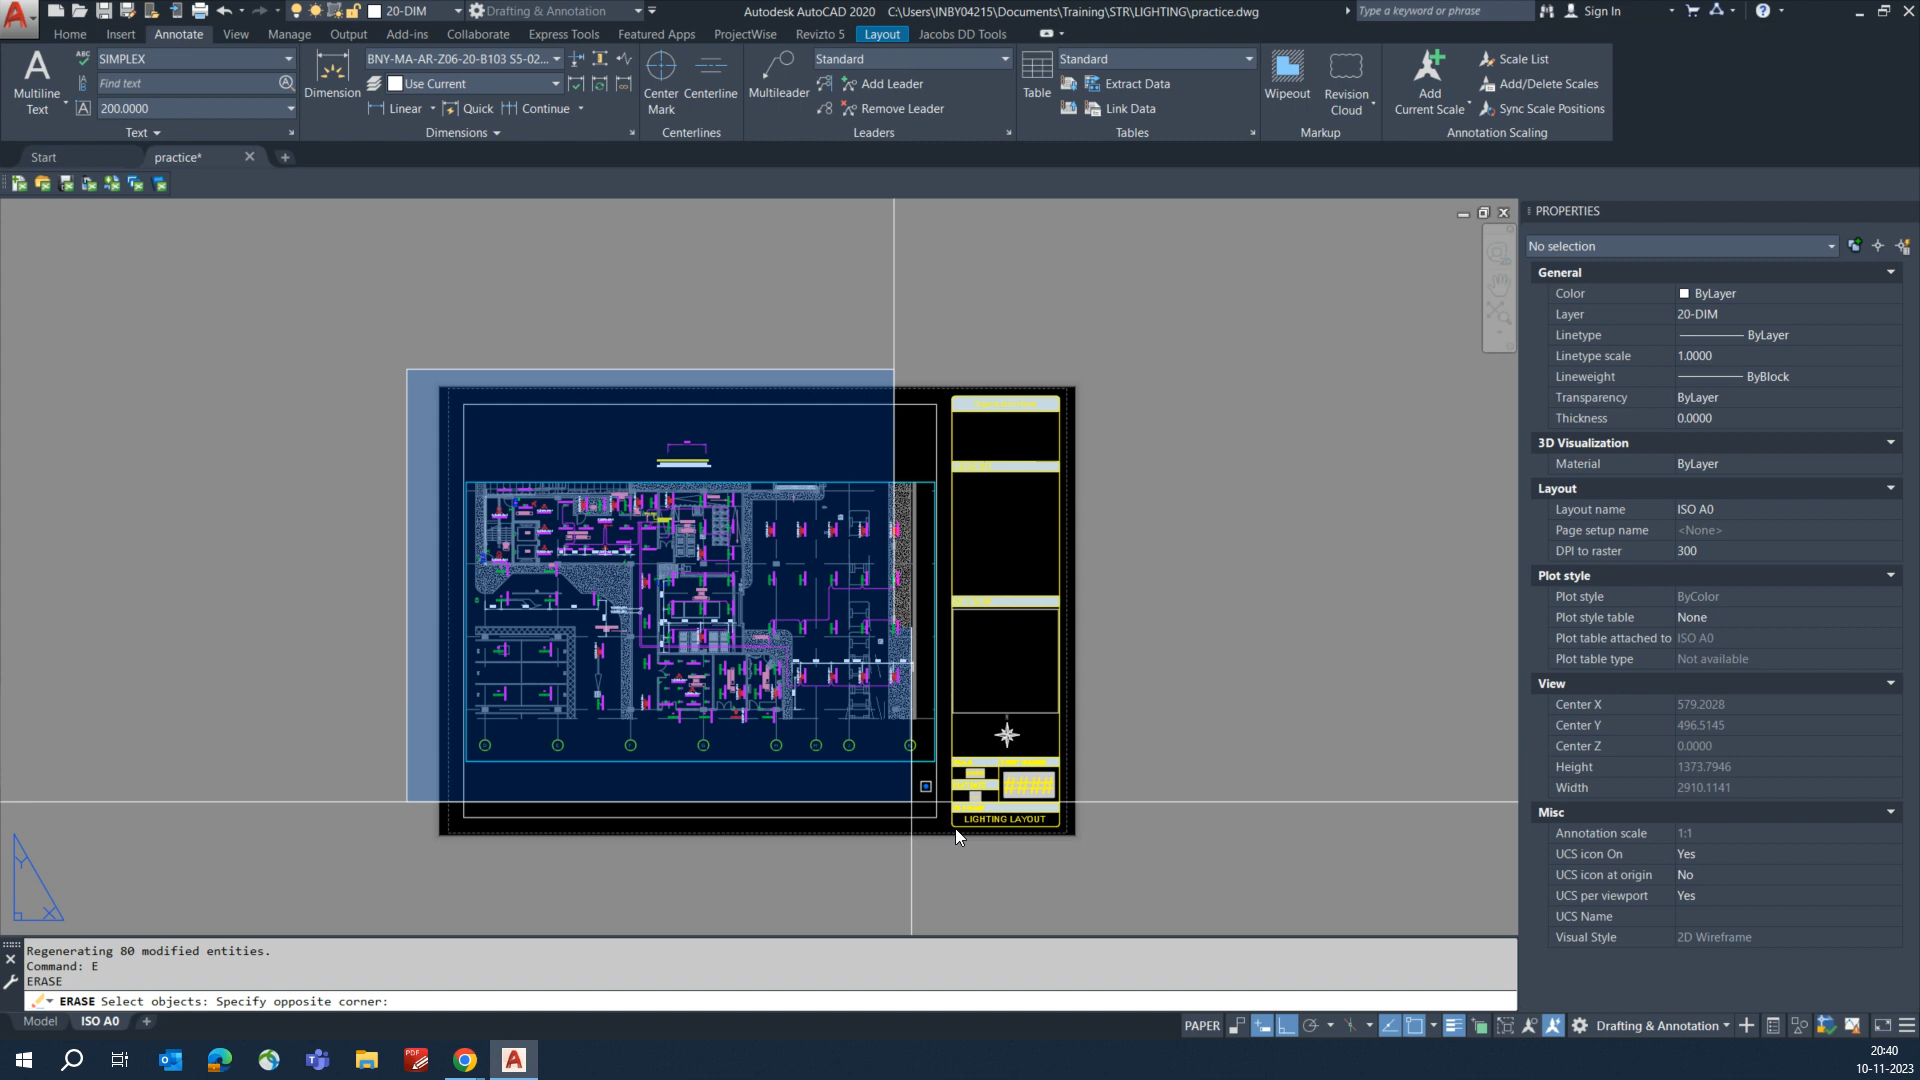 20-DIM
Drafting & Annotation
Autodesk AutoCAD 2020 C:\Users\INBY04215\Documents\Training\STR\LIGHTING\practice.dwg
Type a keyword or phrase
Sign In
Home Insert Annotate View Manage Output Add-ins Collaborate Express Tools Featured Apps ProjectWise Revizto 5 Layout Jacobs DD Tools
Multiline Text
ABC
SIMPLEX
Find text
200.0000
Text
Dimension
BNY-MA-AR-Z06-20-B103 S5-02...
Use Current
Linear Quick Continue
Dimensions
Center Mark
Centerline
Centerlines
Multileader
Standard
Add Leader
Remove Leader
Leaders
Table
Standard
Extract Data
Link Data
Tables
Wipeout
Revision Cloud
Markup
Add Current Scale
Scale List
Add/Delete Scales
Sync Scale Positions
Annotation Scaling
Start
practice*
PROPERTIES
No selection
General
Color ByLayer
Layer 20-DIM
Linetype ByLayer
Linetype scale 1.0000
Lineweight ByBlock
Transparency ByLayer
Thickness 0.0000
3D Visualization
Material ByLayer
Layout
Layout name ISO A0
Page setup name <None>
DPI to raster 300
Plot style
Plot style ByColor
Plot style table None
Plot table attached to ISO A0
Plot table type Not available
View
Center X 579.2028
Center Y 496.5145
Center Z 0.0000
Height 1373.7946
Width 2910.1141
Misc
Annotation scale 1:1
UCS icon On Yes
UCS icon at origin No
UCS per viewport Yes
UCS Name
Visual Style 2D Wireframe
####
LIGHTING LAYOUT
Y
X
Regenerating 80 modified entities.
Command: E
ERASE
ERASE Select objects: Specify opposite corner:
Model ISO A0
PAPER
Drafting & Annotation
PDF
20:40
10-11-2023